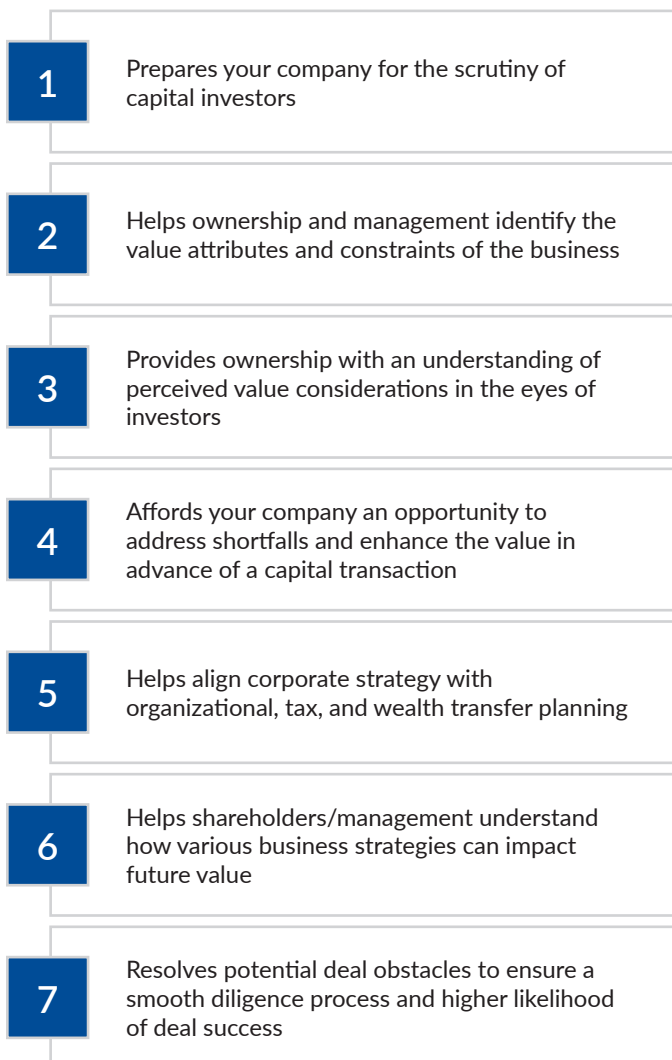 1
Prepares your company for the scrutiny of
capital investors
2
Helps ownership and management identify the
value attributes and constraints of the business
3
Provides ownership with an understanding of
perceived value considerations in the eyes of
investors
4
Affords your company an opportunity to
address shortfalls and enhance the value in
advance of a capital transaction
5
Helps align corporate strategy with
organizational, tax, and wealth transfer planning
6
Helps shareholders/management understand
how various business strategies can impact
future value
7
Resolves potential deal obstacles to ensure a
smooth diligence process and higher likelihood
of deal success